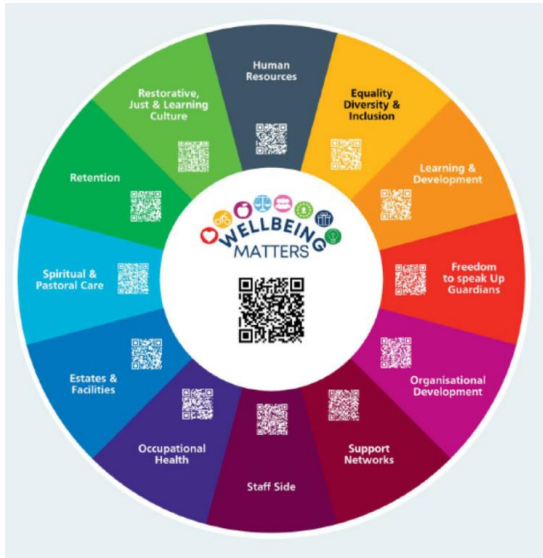 Human
Resources
Equality
Diversity &
Inclusion
Learning &
Development
Freedom
to speak Up
Guardians
Organisational
Development
Support
Networks
Staff Side
Occupational
Health
Estates &
Facilities
Spiritual &
Pastoral Care
Retention
Restorative,
Just & Learning
Culture
WELLBEING
MATTERS